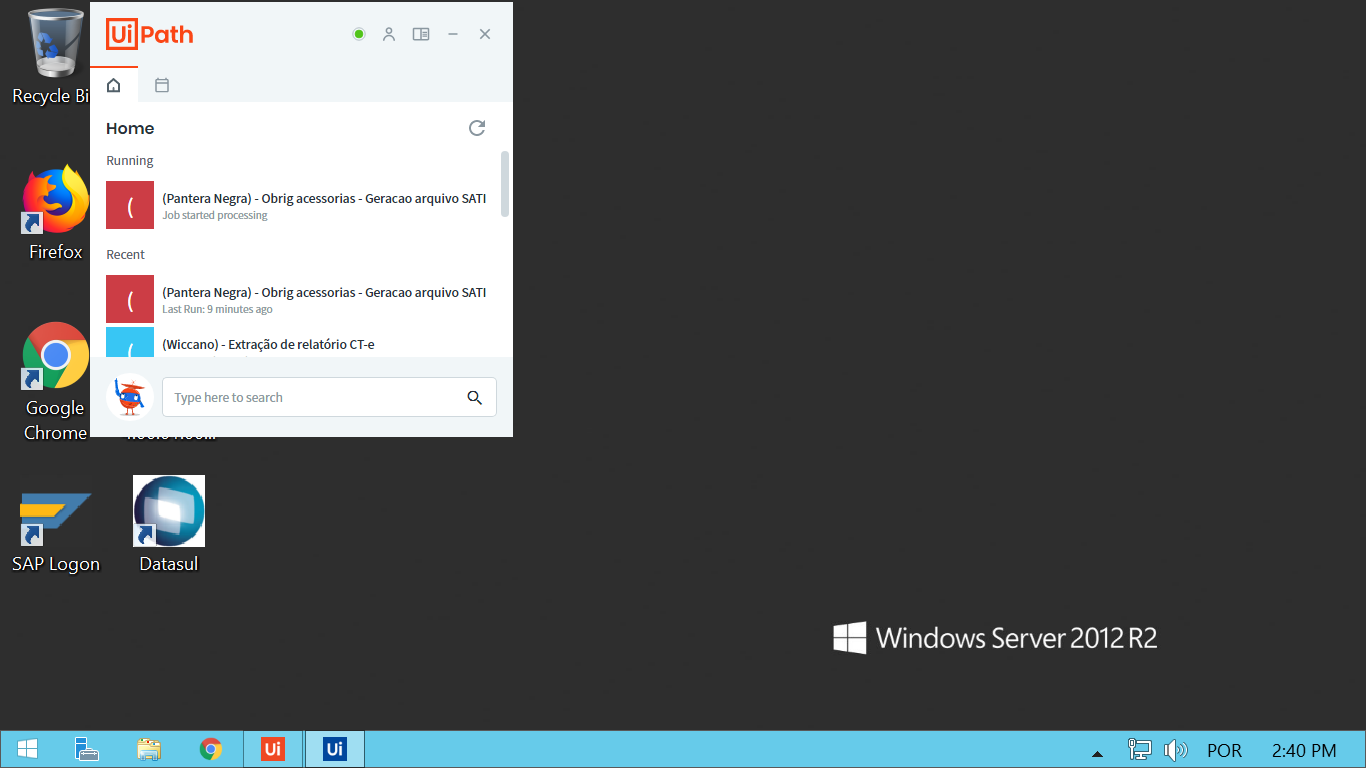 Recycle Bi
Firefox
Google
Chrome
SAP Logon
Datasul
Ui Path
Home
Running
(
(Pantera Negra) - Obrig acessorias - Geracao arquivo SATI
Job started processing
Recent
(
(Pantera Negra) - Obrig acessorias - Geracao arquivo SATI
Last Run: 9 minutes ago
(
(Wiccano) - Extração de relatório CT-e
Type here to search
Windows Server 2012 R2
Ui
Ui
POR
2:40 PM